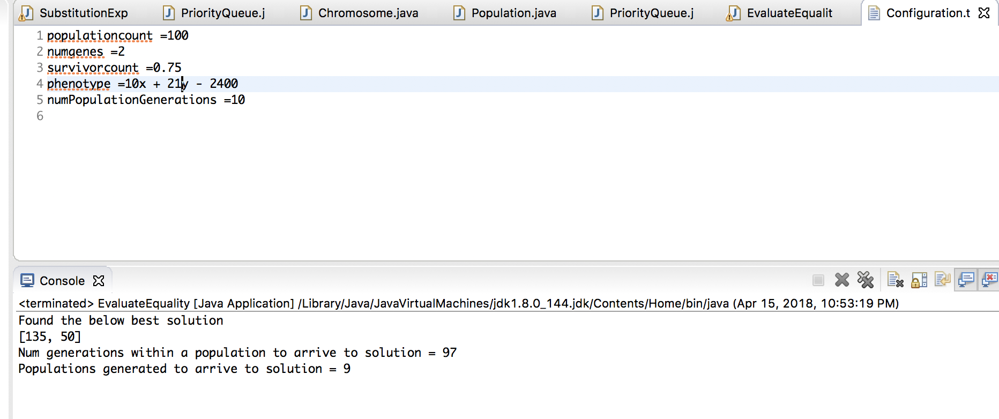 SubstitutionExp PriorityQueue.j Chromosome.java Population.java PriorityQueue.j EvaluateEqualit Configuration.t
1 populationcount =100
2 numgenes =2
3 survivorcount =0.75
4 phenotype =10x + 21y - 2400
5 numPopulationGenerations =10
6
Console
<terminated> EvaluateEquality [Java Application] /Library/Java/JavaVirtualMachines/jdk1.8.0_144.jdk/Contents/Home/bin/java (Apr 15, 2018, 10:53:19 PM)
Found the below best solution
[135, 50]
Num generations within a population to arrive to solution = 97
Populations generated to arrive to solution = 9